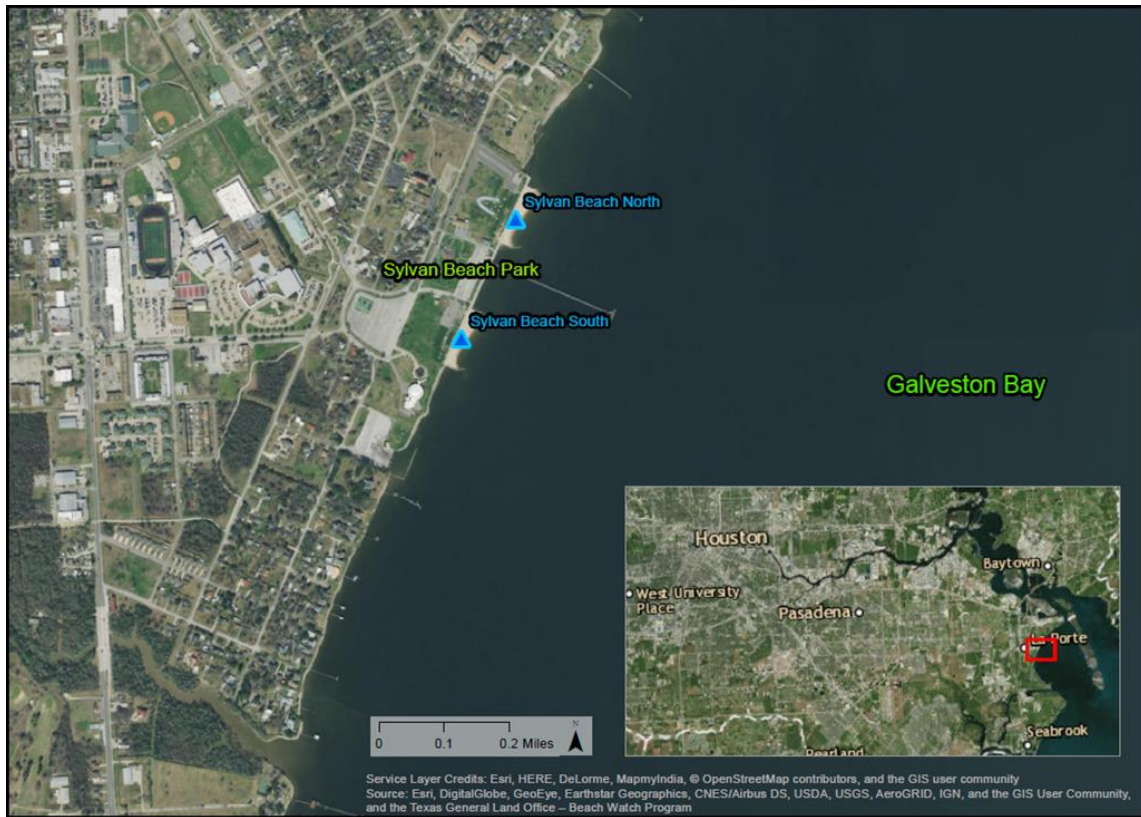 Sylvan Beach North
Sylvan Beach Park
Sylvan Beach South
Galveston Bay
Houston
Baytown
West University
Place
Pasadena
La Porte
Seabrook
Pearland
N
0 0.1 0.2 Miles
Service Layer Credits: Esri, HERE, DeLorme, MapmyIndia, © OpenStreetMap contributors, and the GIS user community
Source: Esri, DigitalGlobe, GeoEye, Earthstar Geographics, CNES/Airbus DS, USDA, USGS, AeroGRID, IGN, and the GIS User Community,
and the Texas General Land Office – Beach Watch Program